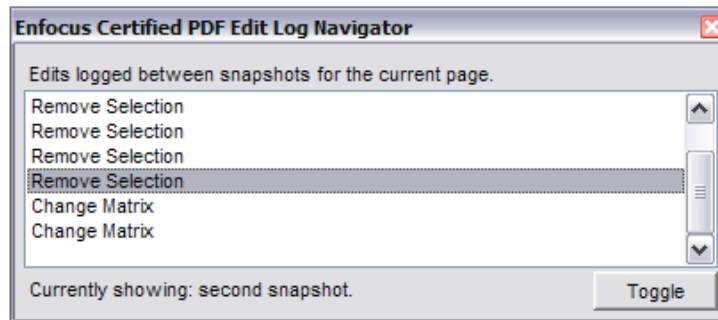 Enfocus Certified PDF Edit Log Navigator
Edits logged between snapshots for the current page.
Remove Selection
Remove Selection
Remove Selection
Remove Selection
Change Matrix
Change Matrix
Currently showing: second snapshot.
Toggle